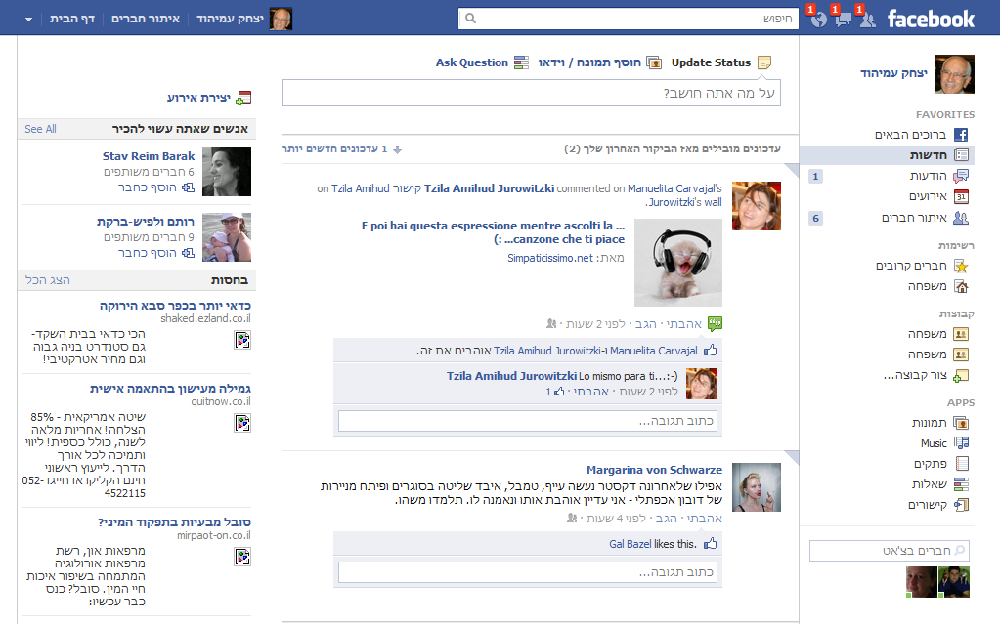 facebook
1
1
1
חיפוש
יצחק עמיהוד
איתור חברים
דף הבית
יצחק עמיהוד
FAVORITES
ברוכים הבאים
חדשות
הודעות 1
אירועים
איתור חברים 6
רשימות
חברים קרובים
משפחה
קבוצות
משפחה
משפחה
צור קבוצה...
APPS
תמונות
Music
פתקים
שאלות
קישורים
חברים בצ'אט
Update Status הוסף תמונה / וידאו Ask Question
על מה אתה חושב?
עדכונים מובילים מאז הביקור האחרון שלך (2)
1 עדכונים חדשים יותר
Tzila Amihud Jurowitzki commented on Manuelita Carvajal's קישור on Tzila Amihud
Jurowitzki's wall.
E poi hai questa espressione mentre ascolti la ...
canzone che ti piace... :)
מאת: Simpaticissimo.net
אהבתי · הגב · לפני 2 שעות ·
Manuelita Carvajal ו-Tzila Amihud Jurowitzki אוהבים את זה.
Tzila Amihud Jurowitzki Lo mismo para ti...:-)
לפני 2 שעות · אהבתי · 1
כתוב תגובה...
Margarina von Schwarze
אפילו שלאחרונה דקסטר נעשה עייף, טמבל, איבד שליטה בסוגרים ופיתח מניירות
של דובון אכפתלי - אני עדיין אוהבת אותו ונאמנה לו. תלמדו משהו.
אהבתי · הגב · לפני 4 שעות ·
Gal Bazel likes this.
כתוב תגובה...
יצירת אירוע
אנשים שאתה עשוי להכיר
See All
Stav Reim Barak
6 חברים משותפים
הוסף כחבר
רותם ולפיש-ברקת
9 חברים משותפים
הוסף כחבר
בחסות
הצג הכל
כדאי יותר בכפר סבא הירוקה
shaked.ezland.co.il
הכי כדאי בבית השקד-
גם סטנדרט בניה גבוה
וגם מחיר אטרקטיבי!
גמילה מעישון בהתאמה אישית
quitnow.co.il
שיטה אמריקאית - 85%
הצלחה! אחריות מלאה
לשנה, כולל כספית! ליווי
ותמיכה לכל אורך
הדרך. לייעוץ ראשוני
חינם הקליקו או חייגו 052-
4522115
סובל מבעיות בתפקוד המיני?
mirpaot-on.co.il
מרפאות און, רשת
מרפאות אורולוגיה
המתמחה בשיפור איכות
חיי המין. סובל? כנס
כבר עכשיו: